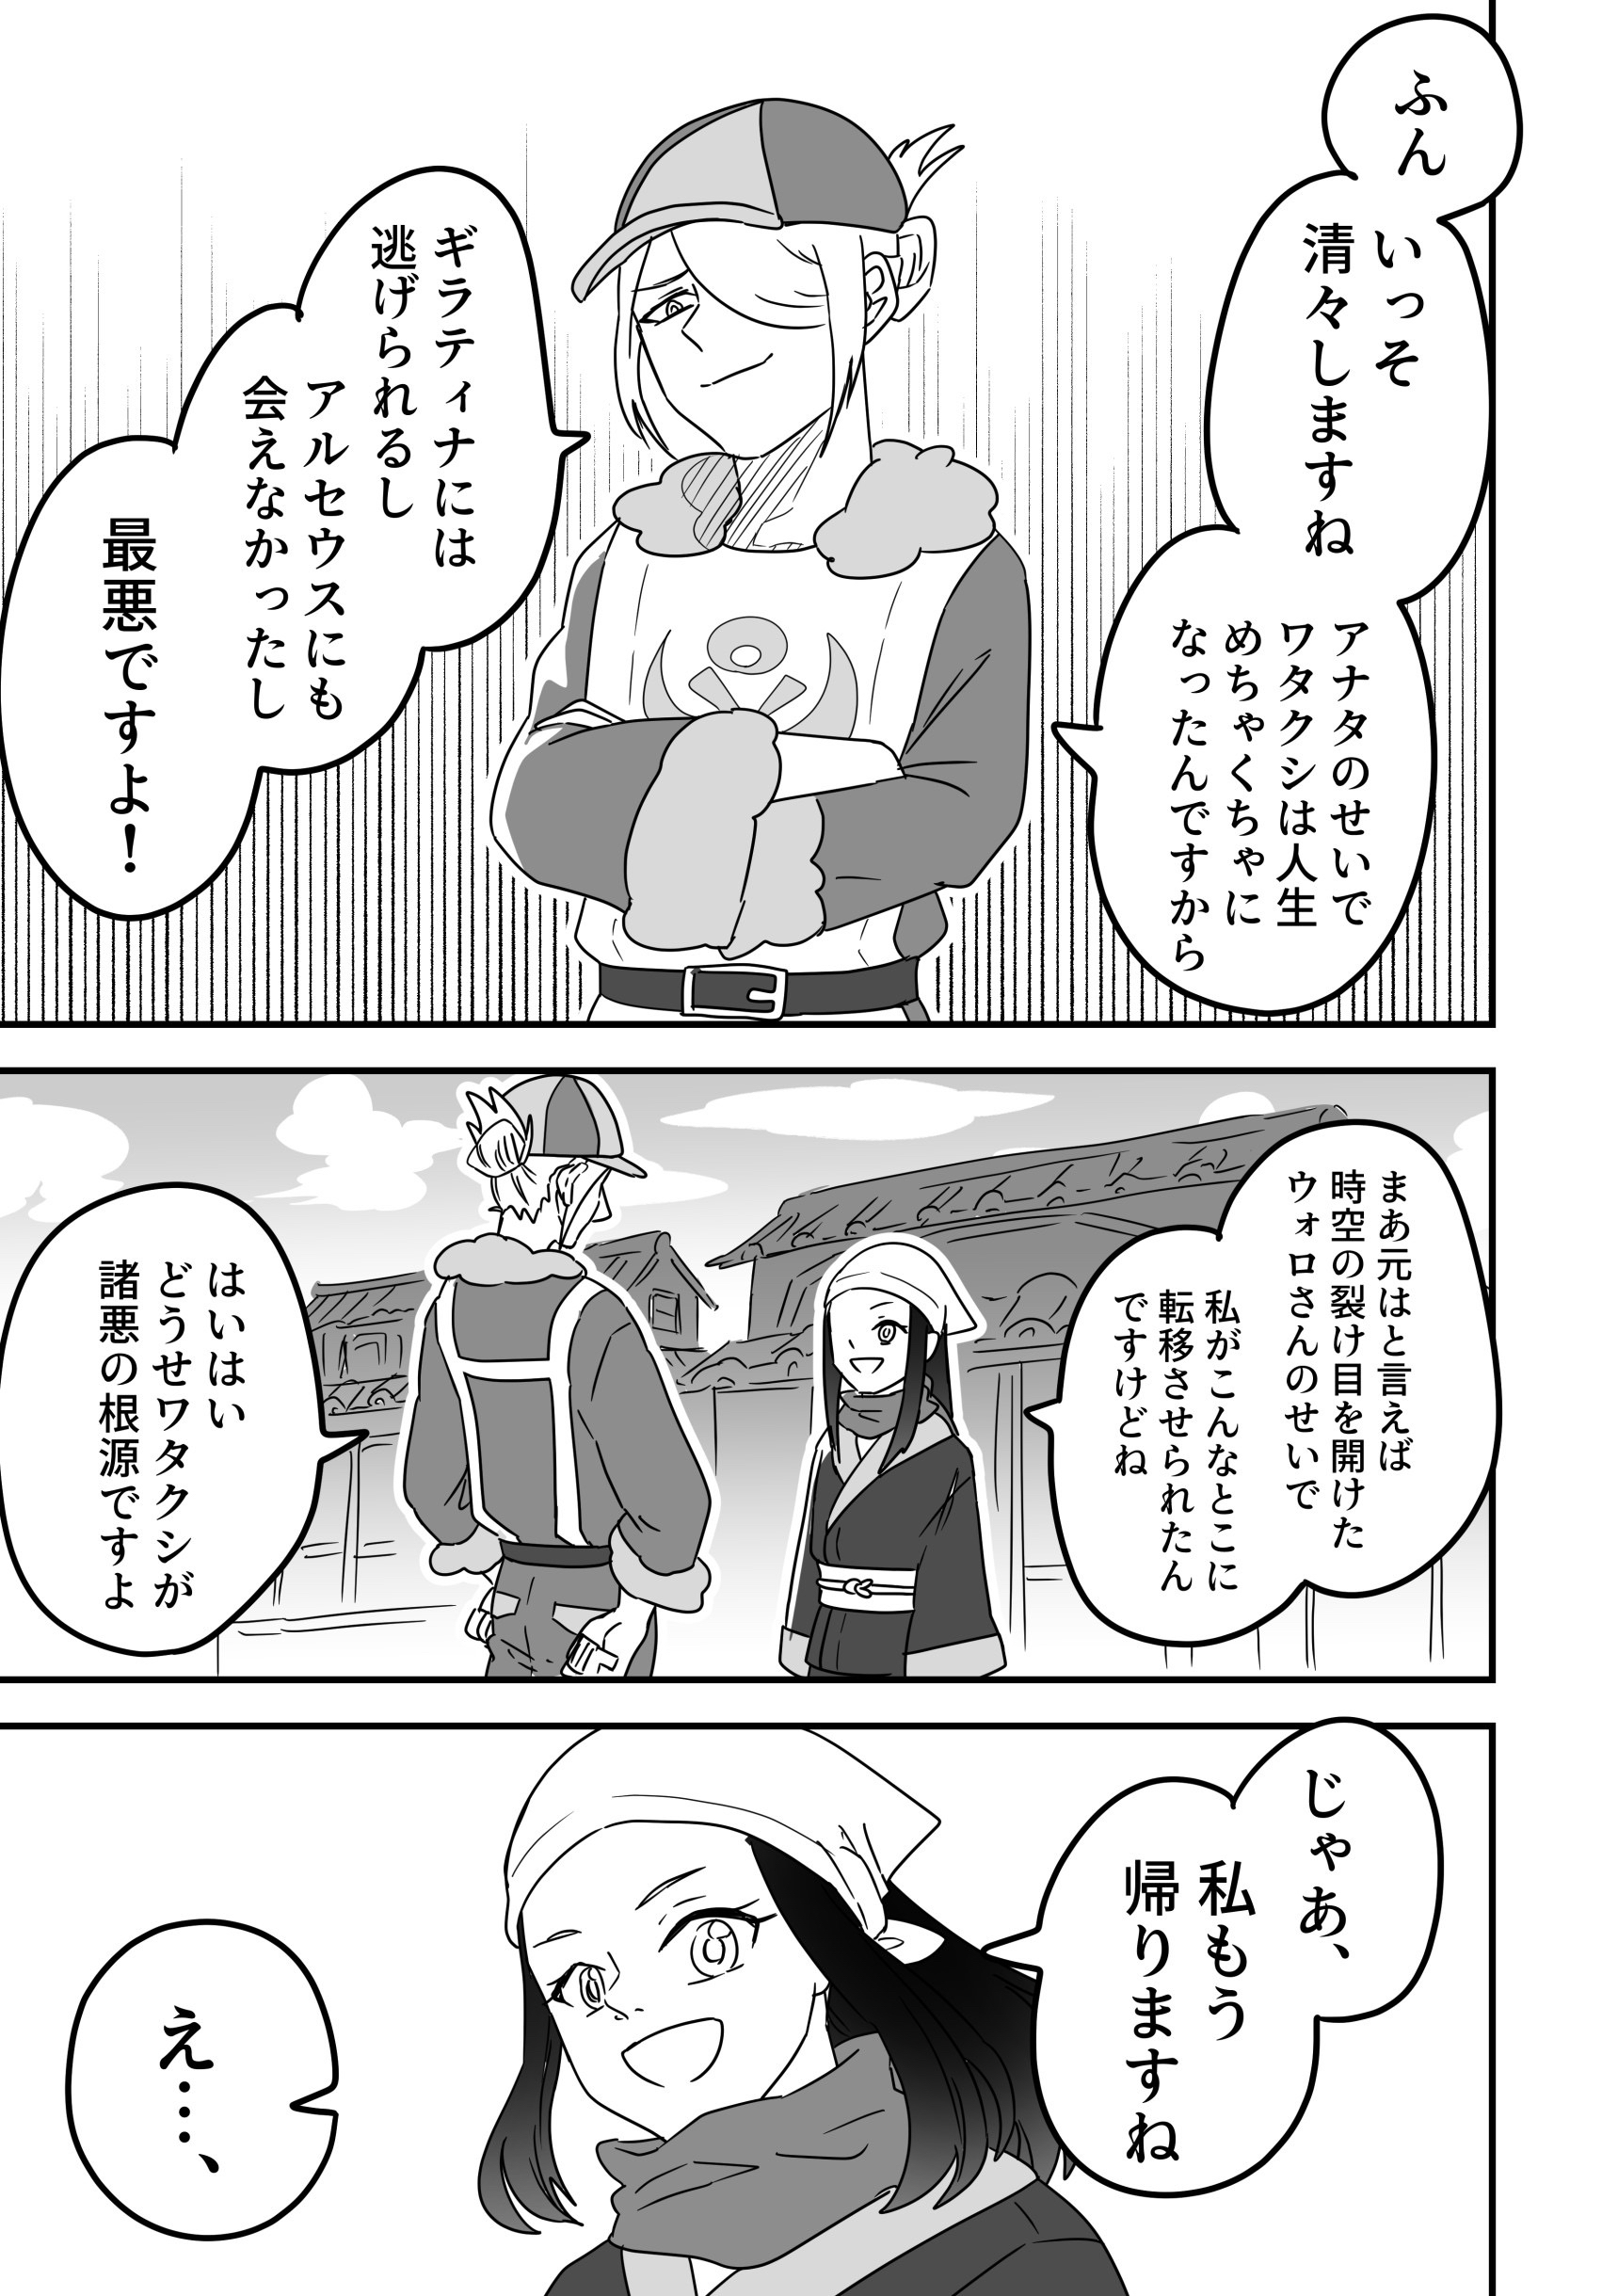 ふん
いっそ
清々しますね
アナタのせいで
ワタクシは人生
めちゃくちゃに
なったんですから
ギラティナには
逃げられるし
アルセウスにも
会えなかったし
最悪ですよ！
まあ元はと言えば
時空の裂け目を開けた
ウォロさんのせいで
私がこんなとこに
転移させられたん
ですけどね
はいはい
どうせワタクシが
諸悪の根源ですよ
じゃあ、
私もう
帰りますね
え…、